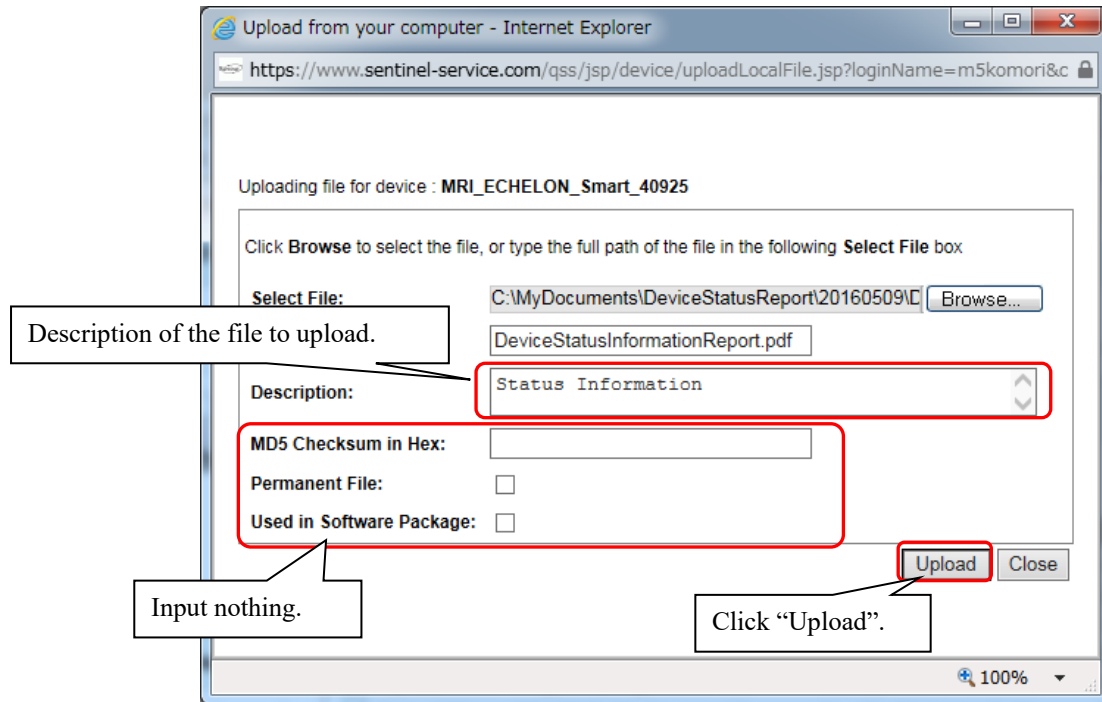 Upload from your computer - Internet Explorer
https://www.sentinel-service.com/qss/jsp/device/uploadLocalFile.jsp?loginName=m5komori&c
Uploading file for device : MRI_ECHELON_Smart_40925
Click Browse to select the file, or type the full path of the file in the following Select File box
Select File:
C:\MyDocuments\DeviceStatusReport\20160509\D
Browse...
Description of the file to upload.
DeviceStatusInformationReport.pdf
Description:
Status Information
MD5 Checksum in Hex:
Permanent File:
Used in Software Package:
Upload
Close
Input nothing.
Click “Upload”.
100%